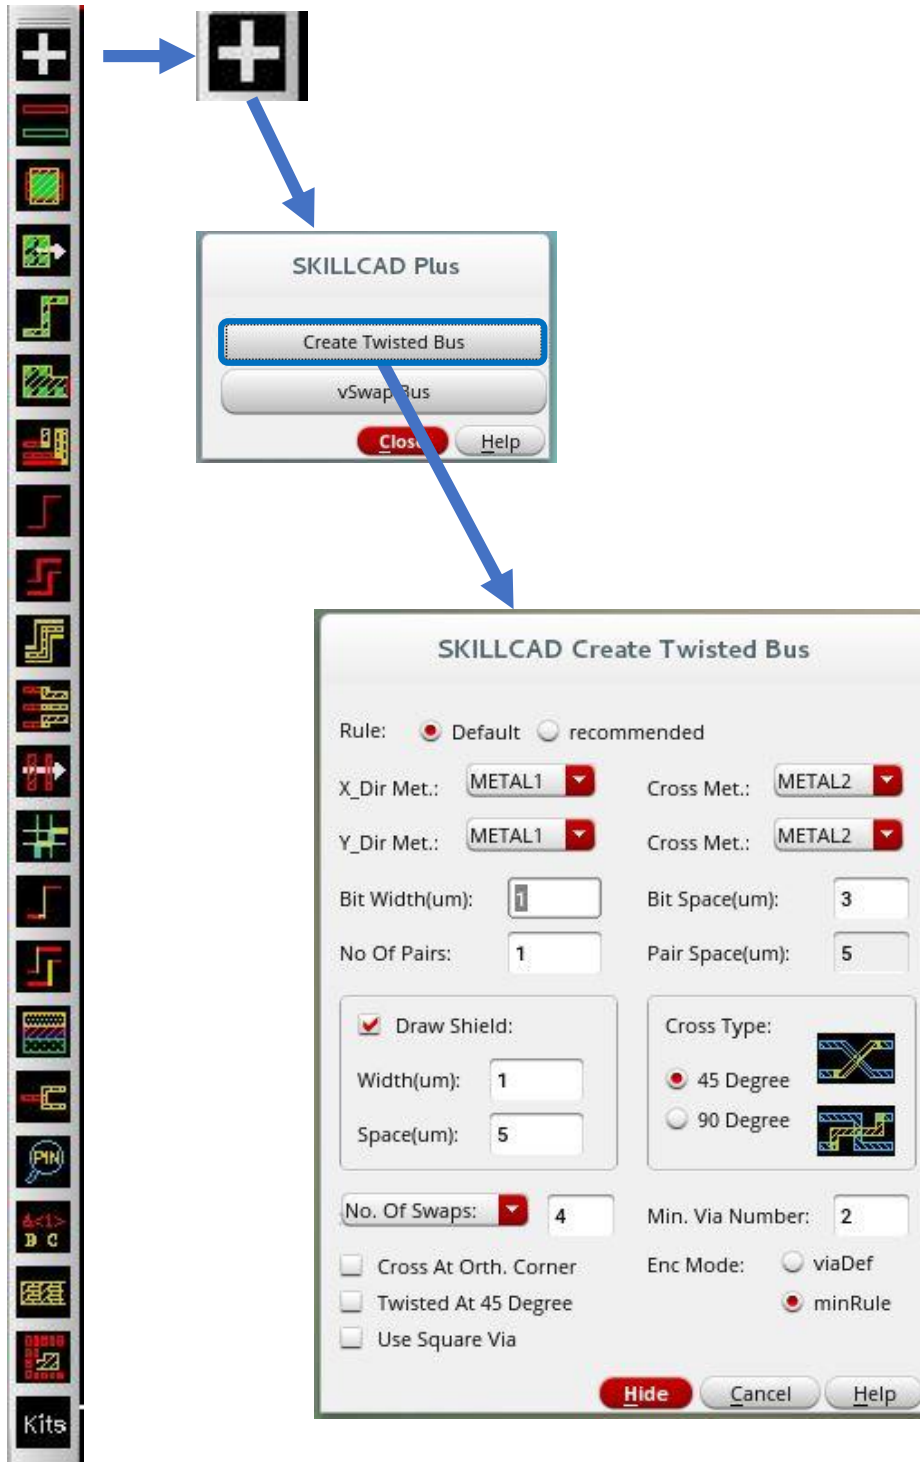 SKILLCAD Plus
Create Twisted Bus
vSwap Bus
Close Help
SKILLCAD Create Twisted Bus
Rule: Default recommended
X_Dir Met.: METAL1 Cross Met.: METAL2
Y_Dir Met.: METAL1 Cross Met.: METAL2
Bit Width(um): 1 Bit Space(um): 3
No Of Pairs: 1 Pair Space(um): 5
Draw Shield: Cross Type:
Width(um): 1 45 Degree
Space(um): 5 90 Degree
No. Of Swaps: 4 Min. Via Number: 2
Cross At Orth. Corner Enc Mode: viaDef
Twisted At 45 Degree minRule
Use Square Via
Hide Cancel Help
PIN
&<1>
B C
Kits